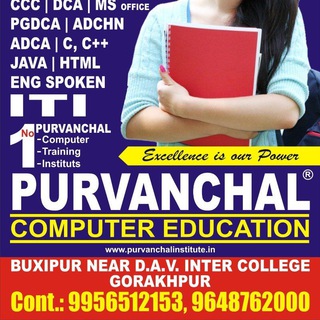 CCC | DCA | MS OFFICE
PGDCA | ADCHN
ADCA | C, C++
JAVA | HTML
ENG SPOKEN
ITI
No 1 PURVANCHAL
-Computer
-Training
-Instituts
Excellence is our Power
PURVANCHAL®
COMPUTER EDUCATION
www.purvanchalinstitute.in
BUXIPUR NEAR D.A.V. INTER COLLEGE
GORAKHPUR
Cont.: 9956512153, 9648762000